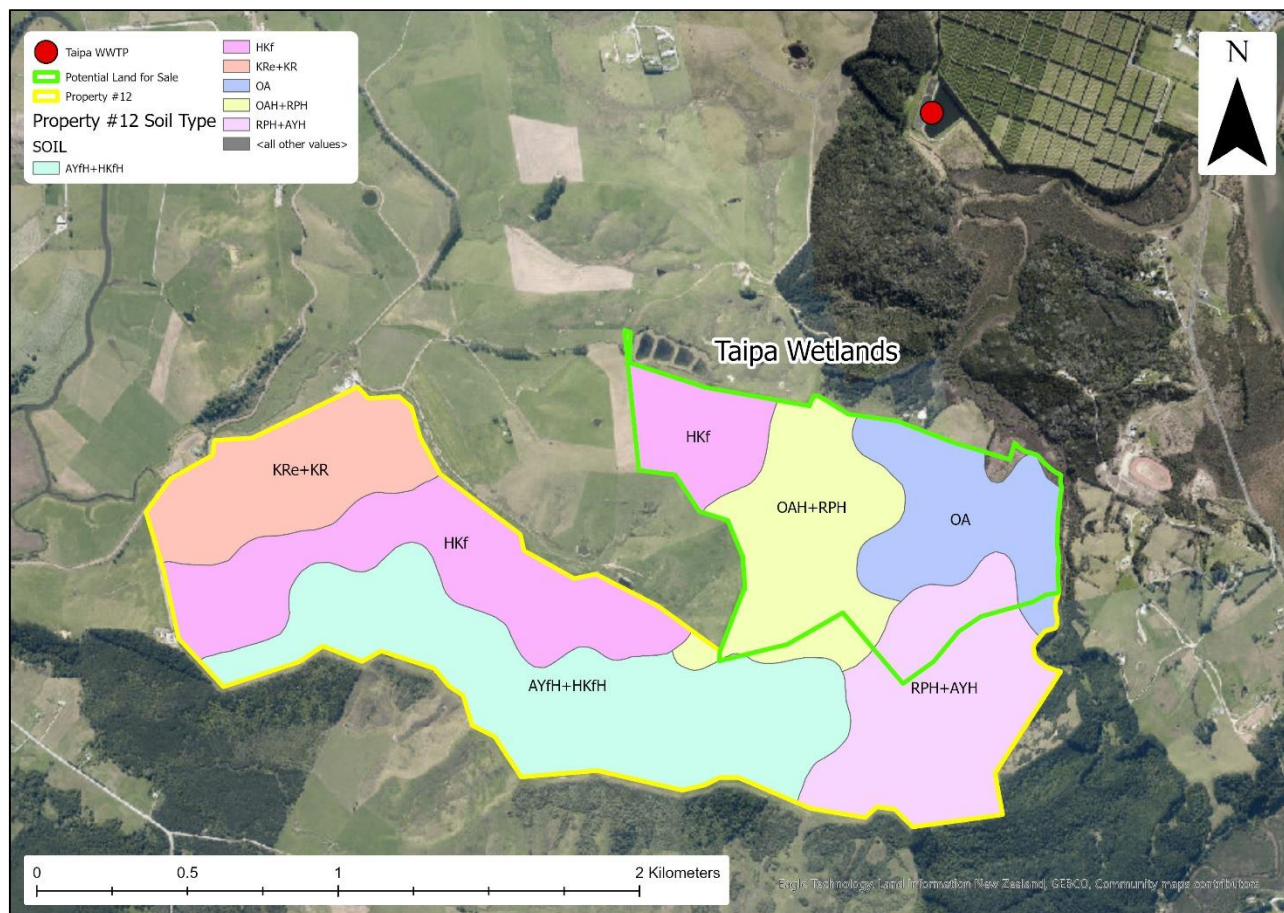 Taipa WWTP
Potential Land for Sale
Property #12
Property #12 Soil Type
SOIL
AYfH+HKfH
HKf
KRe+KR
OA
OAH+RPH
RPH+AYH
<all other values>
N
Taipa Wetlands
HKf
KRe+KR
OAH+RPH
OA
HKf
AYfH+HKfH
RPH+AYH
0 0.5 1 2 Kilometers
Eagle Technology, Land Information New Zealand, GEBCO, Community maps contributors